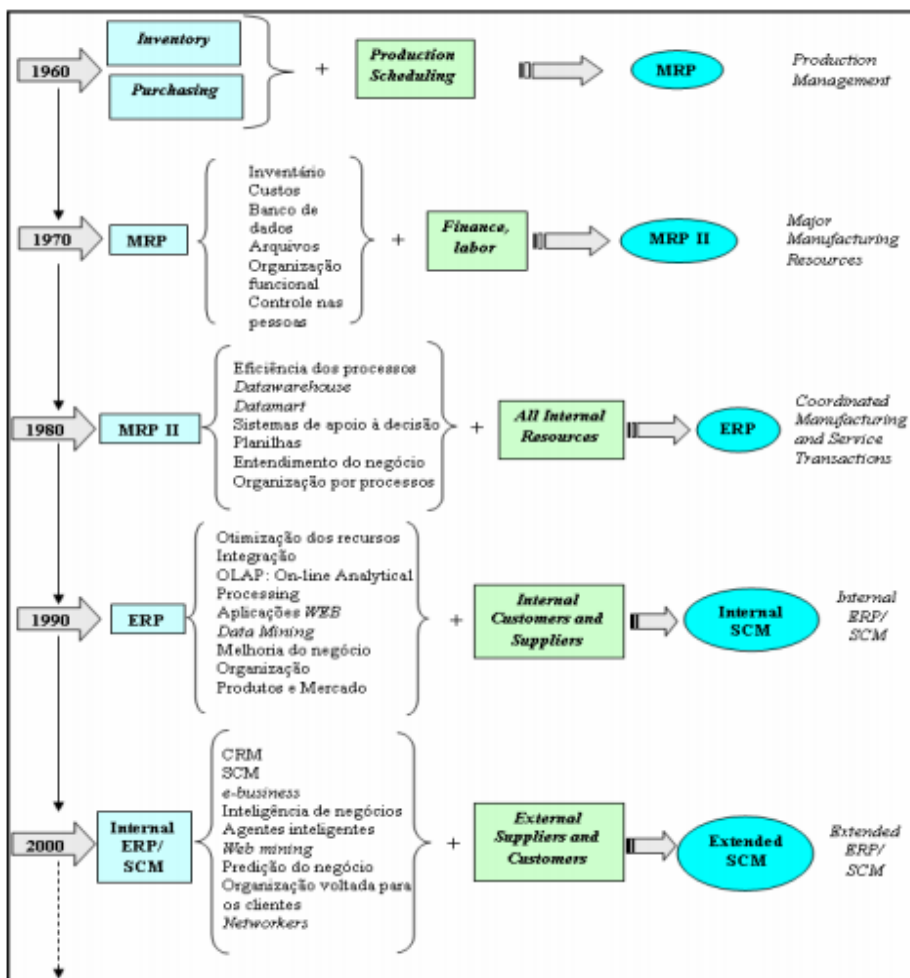 Inventory
1960
Purchasing
+
Production
Scheduling
MRP
Production
Management
1970
MRP
Inventário
Custos
Banco de
dados
Arquivos
Organização
funcional
Controle nas
pessoas
+
Finance,
labor
MRP II
Major
Manufacturing
Resources
1980
MRP II
Eficiência dos processos
Datawarehouse
Datamart
Sistemas de apoio à decisão
Planilhas
Entendimento do negócio
Organização por processos
+
All Internal
Resources
ERP
Coordinated
Manufacturing
and Service
Transactions
1990
ERP
Otimização dos recursos
Integração
OLAP: On-line Analytical
Processing
Aplicações WEB
Data Mining
Melhoria do negócio
Organização
Produtos e Mercado
+
Internal
Customers and
Suppliers
Internal
SCM
Internal
ERP/
SCM
2000
Internal
ERP/
SCM
CRM
SCM
e-business
Inteligência de negócios
Agentes inteligentes
Web mining
Predição do negócio
Organização voltada para
os clientes
Networkers
+
External
Suppliers and
Customers
Extended
SCM
Extended
ERP/
SCM